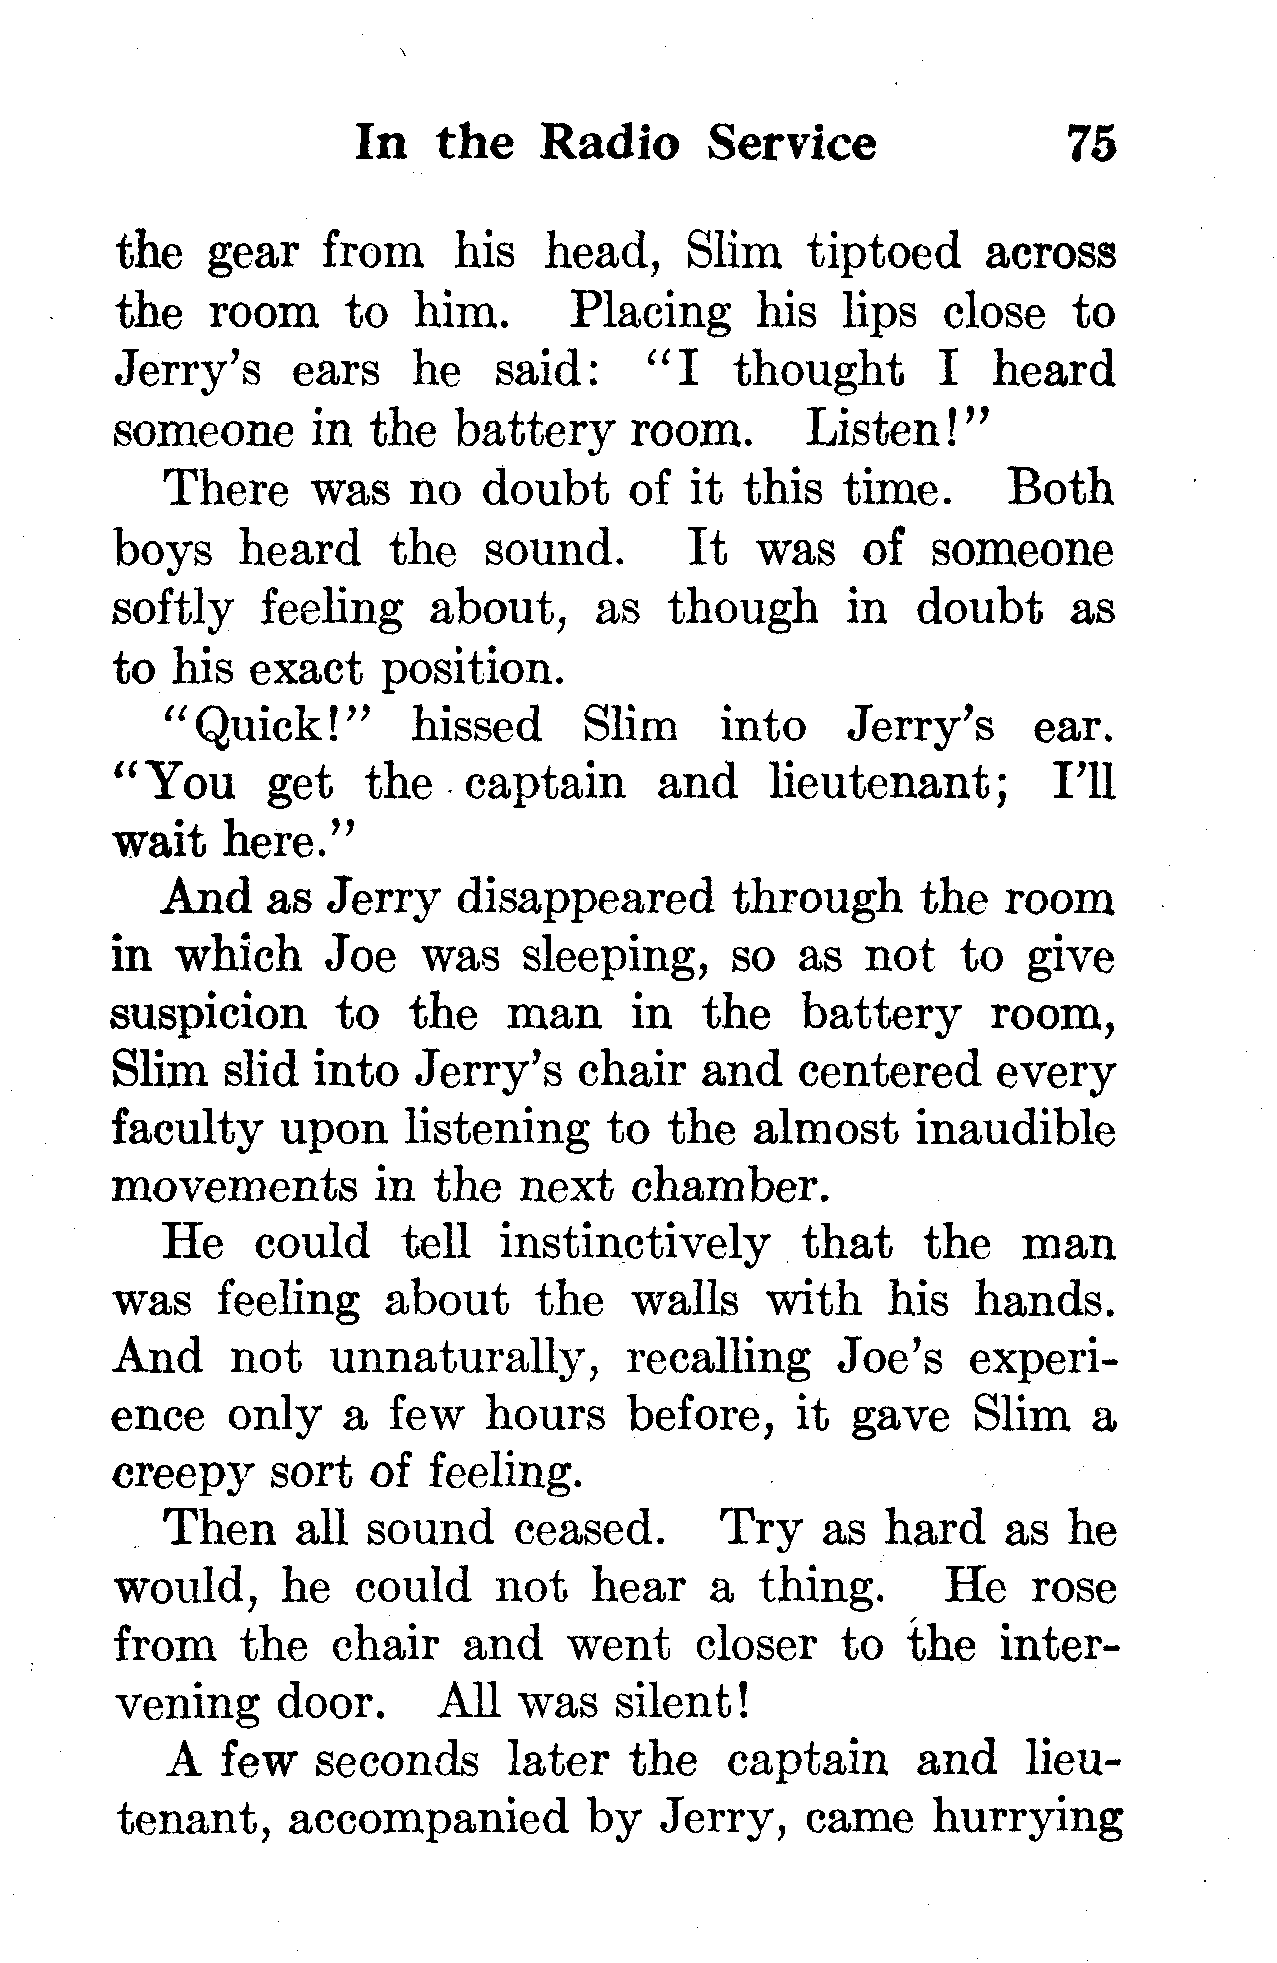 In the Radio Service 75
the gear from his head, Slim tiptoed across
the room to him. Placing his lips close to
Jerry's ears he said: "I thought I heard
someone in the battery room. Listen!"
There was no doubt of it this time. Both
boys heard the sound. It was of someone
softly feeling about, as though in doubt as
to his exact position.
"Quick!" hissed Slim into Jerry's ear.
"You get the captain and lieutenant; I'll
wait here."
And as Jerry disappeared through the room
in which Joe was sleeping, so as not to give
suspicion to the man in the battery room,
Slim slid into Jerry's chair and centered every
faculty upon listening to the almost inaudible
movements in the next chamber.
He could tell instinctively that the man
was feeling about the walls with his hands.
And not unnaturally, recalling Joe's experi-
ence only a few hours before, it gave Slim a
creepy sort of feeling.
Then all sound ceased. Try as hard as he
would, he could not hear a thing. He rose
from the chair and went closer to the inter-
vening door. All was silent!
A few seconds later the captain and lieu-
tenant, accompanied by Jerry, came hurrying